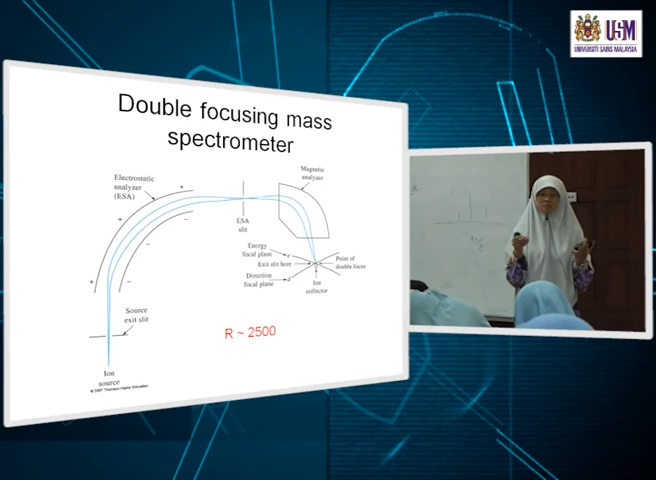 USM
UNIVERSITI SAINS MALAYSIA
Double focusing mass
spectrometer
Electrostatic
analyzer
(ESA)
+
+
+
−
−
−
ESA
slit
Magnetic
analyzer
Energy
focal plane
e
Exit slit here
Direction
focal plane
d
Point of
double focus
Ion
collector
Source
exit slit
R ~ 2500
Ion
source
© 2007 Thomson Higher Education